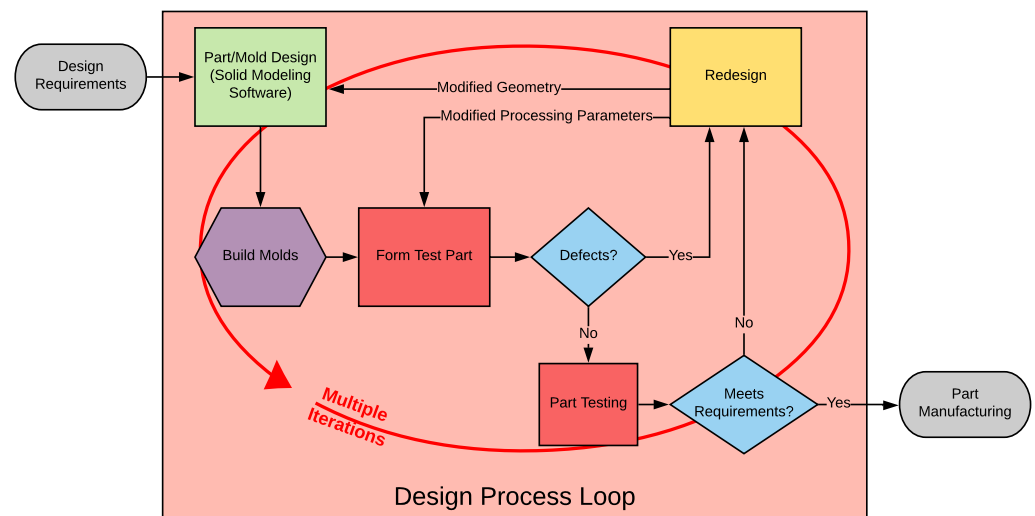 Design
Requirements
Part/Mold Design
(Solid Modeling
Software)
Redesign
Modified Geometry
Modified Processing Parameters
Build Molds
Form Test Part
Defects?
Yes
No
No
Part Testing
Meets
Requirements?
Yes
Part
Manufacturing
Multiple
Iterations
Design Process Loop